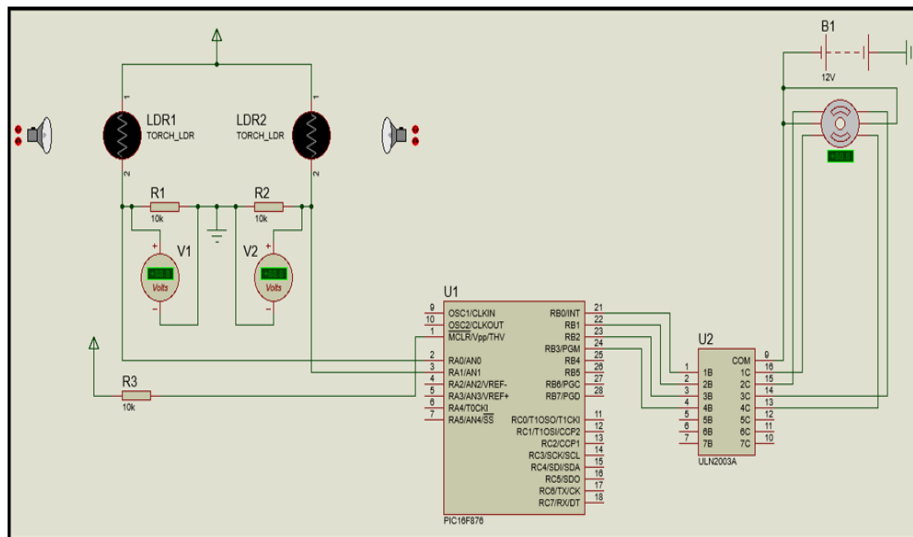 B1
12V
LDR1
TORCH_LDR
LDR2
TORCH_LDR
1
2
1
2
R1
10k
R2
10k
V1
Volts
V2
Volts
R3
10k
U1
9 OSC1/CLKIN
10 OSC2/CLKOUT
1 MCLR/Vpp/THV
2 RA0/AN0
3 RA1/AN1
4 RA2/AN2/VREF-
5 RA3/AN3/VREF+
6 RA4/T0CKI
7 RA5/AN4/SS
RB0/INT 21
RB1 22
RB2 23
RB3/PGM 24
RB4 25
RB5 26
RB6/PGC 27
RB7/PGD 28
RC0/T1OSO/T1CKI 11
RC1/T1OSI/CCP2 12
RC2/CCP1 13
RC3/SCK/SCL 14
RC4/SDI/SDA 15
RC5/SDO 16
RC6/TX/CK 17
RC7/RX/DT 18
PIC16F876
U2
COM 9
1 1B 1C 16
2 2B 2C 15
3 3B 3C 14
4 4B 4C 13
5 5B 5C 12
6 6B 6C 11
7 7B 7C 10
ULN2003A